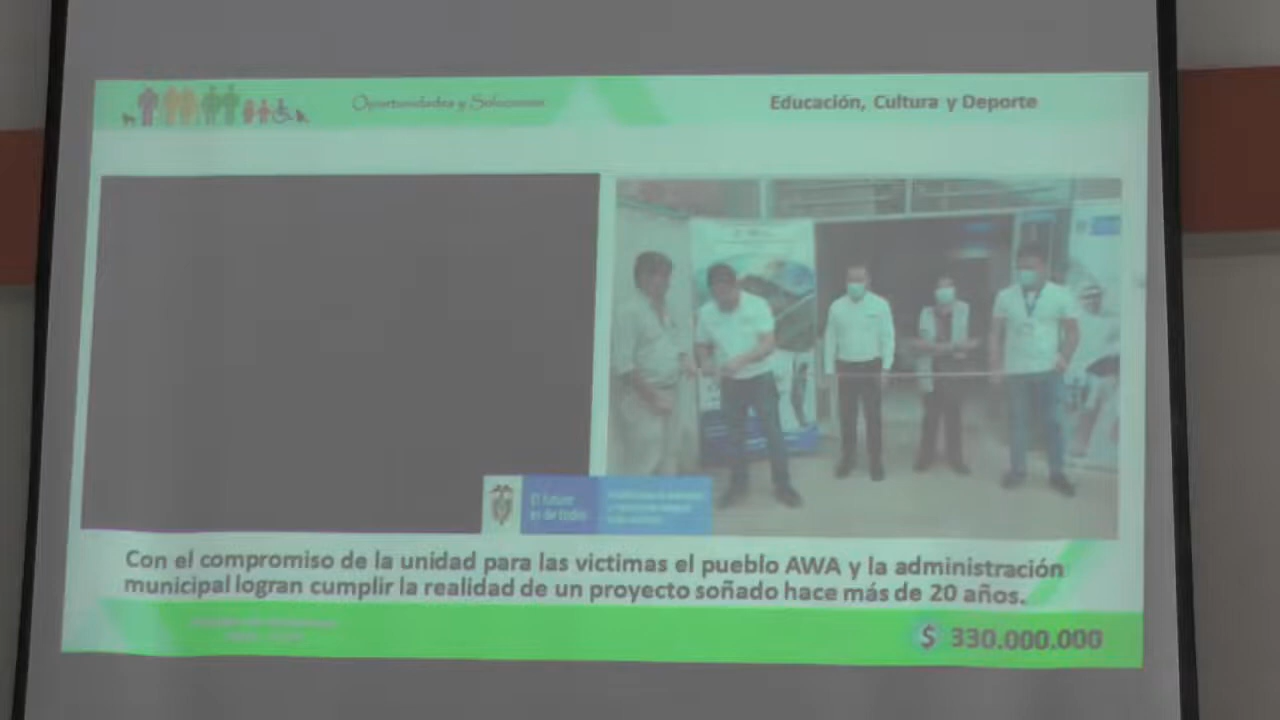 Oportunidades y Soluciones
Educación, Cultura y Deporte
El futuro
es de todos
Con el compromiso de la unidad para las victimas el pueblo AWA y la administración
municipal logran cumplir la realidad de un proyecto soñado hace más de 20 años.
$ 330.000.000